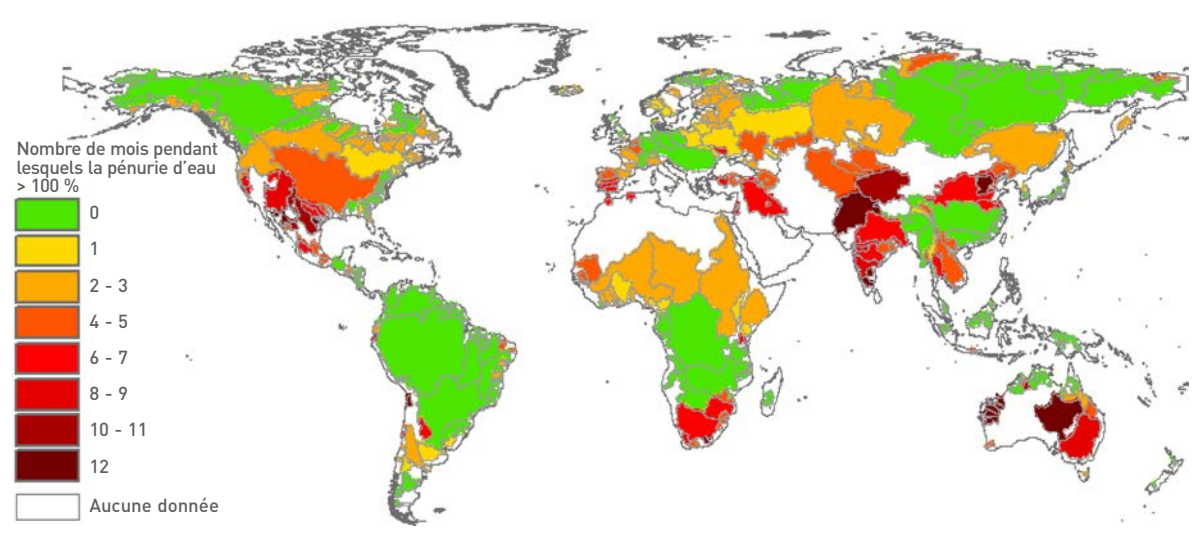 Nombre de mois pendant
lesquels la pénurie d'eau
> 100 %
0
1
2 - 3
4 - 5
6 - 7
8 - 9
10 - 11
12
Aucune donnée